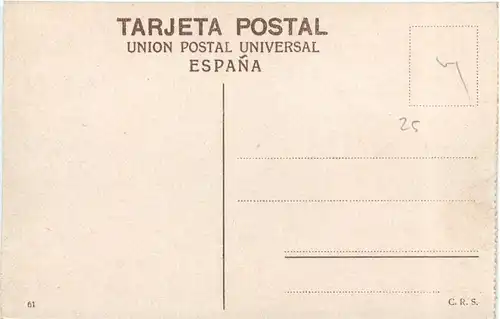 TARJETA POSTAL
UNION POSTAL UNIVERSAL
ESPAÑA
25
61
C. R. S.